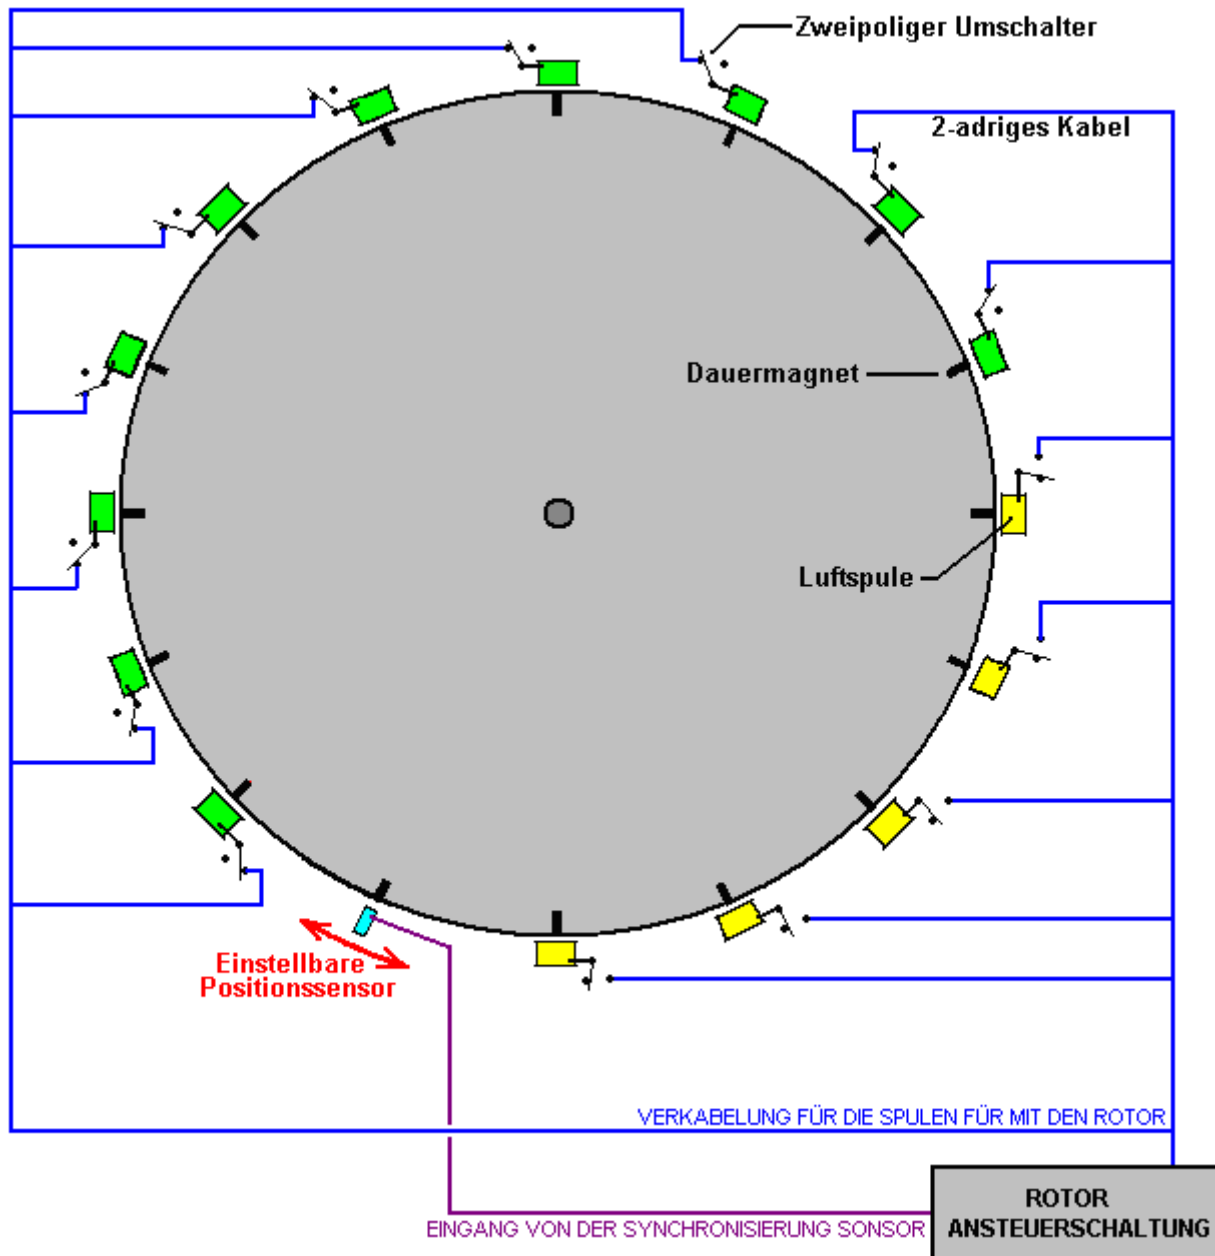 Zweipoliger Umschalter
2-adriges Kabel
Dauermagnet
Luftspule
Einstellbare
Positionssensor
VERKABELUNG FÜR DIE SPULEN FÜR MIT DEN ROTOR
ROTOR
ANSTEUERSCHALTUNG
EINGANG VON DER SYNCHRONISIERUNG SONSOR